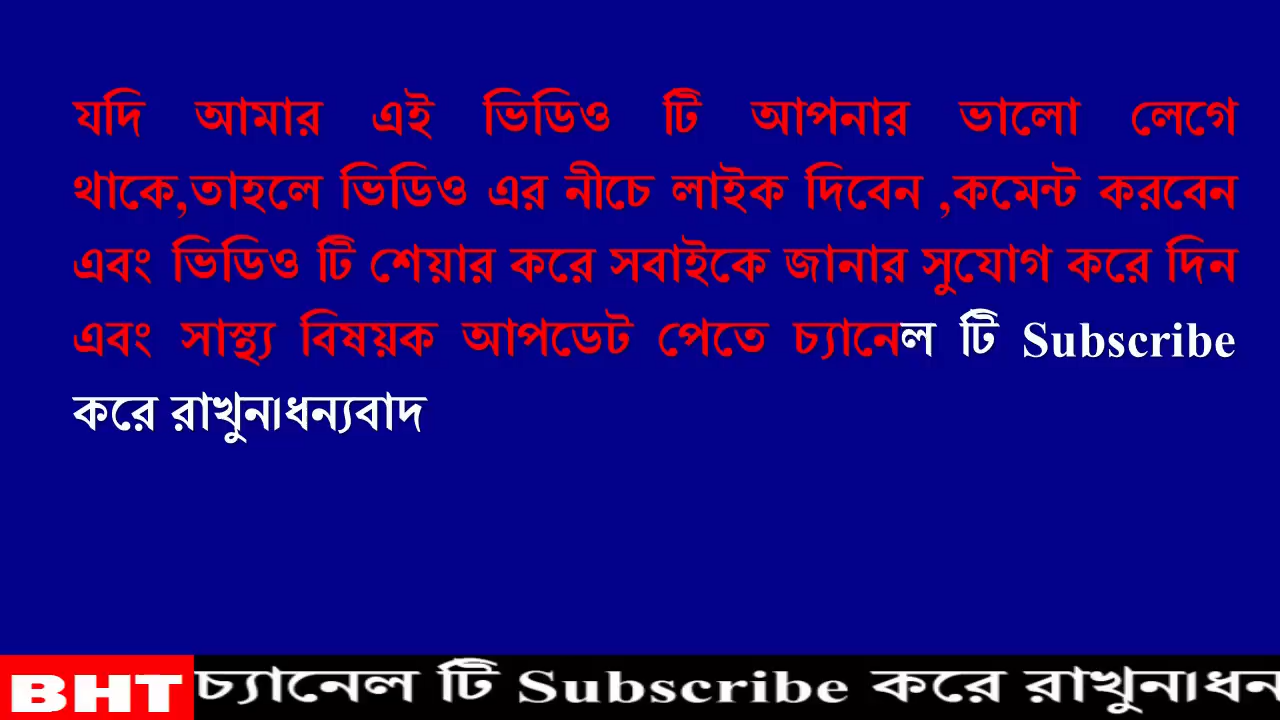 যদি আমার এই ভিডিও টি আপনার ভালো লেগে
থাকে,তাহলে ভিডিও এর নীচে লাইক দিবেন ,কমেন্ট করবেন
এবং ভিডিও টি শেয়ার করে সবাইকে জানার সুযোগ করে দিন
এবং সাস্থ্য বিষয়ক আপডেট পেতে চ্যানেল টি Subscribe
করে রাখুন।ধন্যবাদ
BHT চ্যানেল টি Subscribe করে রাখুন।ধন